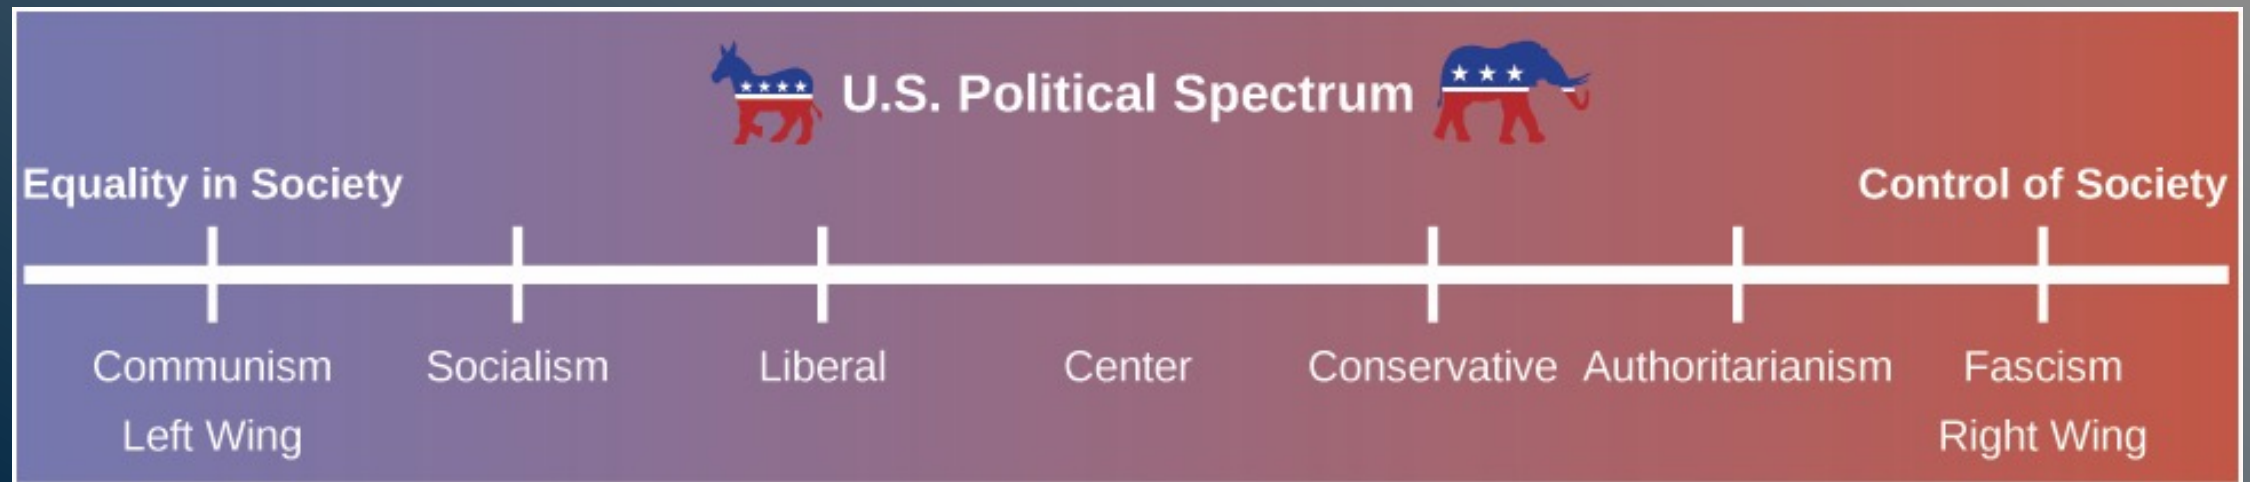 U.S. Political Spectrum
Equality in Society
Control of Society
Communism
Socialism
Liberal
Center
Conservative
Authoritarianism
Fascism
Left Wing
Right Wing